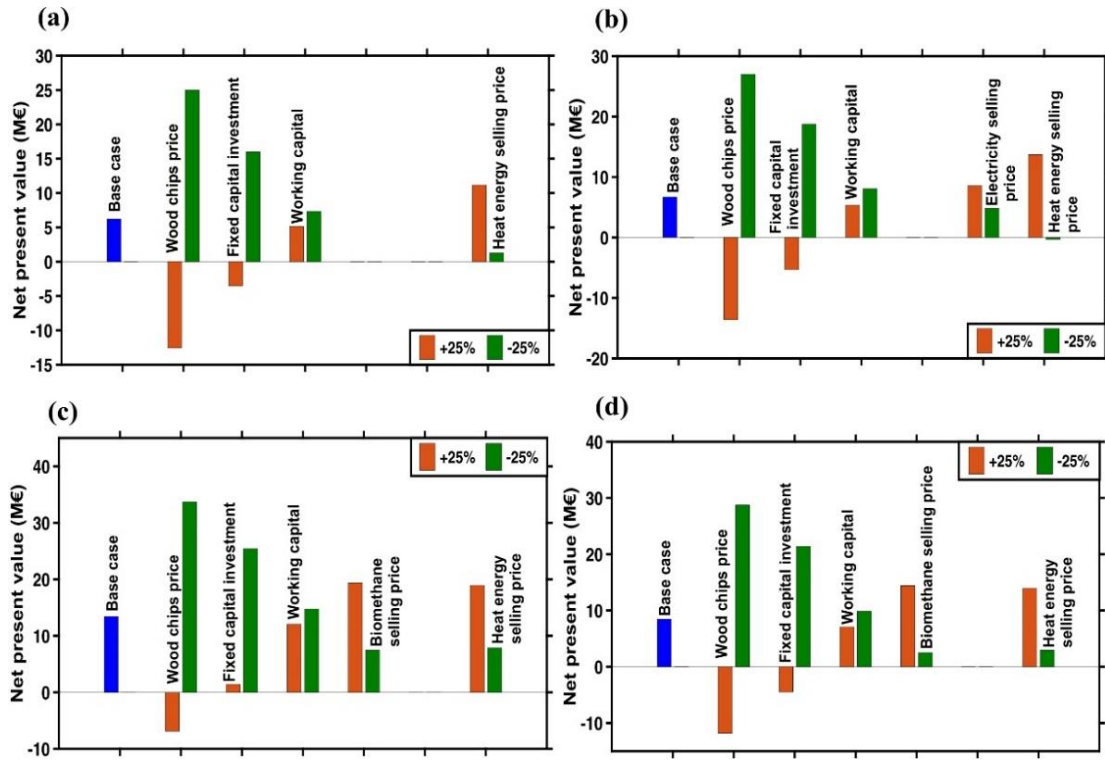 (a)
Net present value (M€)
30
25
20
15
10
5
0
-5
-10
-15
Base case
Wood chips price
Fixed capital investment
Working capital
Heat energy selling price
+25% -25%
(b)
Net present value (M€)
30
20
10
0
-10
-20
Base case
Wood chips price
Fixed capital
investment
Working capital
Electricity selling
price
Heat energy selling
price
+25% -25%
(c)
Net present value (M€)
40
30
20
10
0
-10
Base case
Wood chips price
Fixed capital investment
Working capital
Biomethane
selling price
Heat energy
selling price
+25% -25%
(d)
Net present value (M€)
40
30
20
10
0
-10
Base case
Wood chips price
Fixed capital investment
Working capital
Biomethane selling price
Heat energy
selling price
+25% -25%